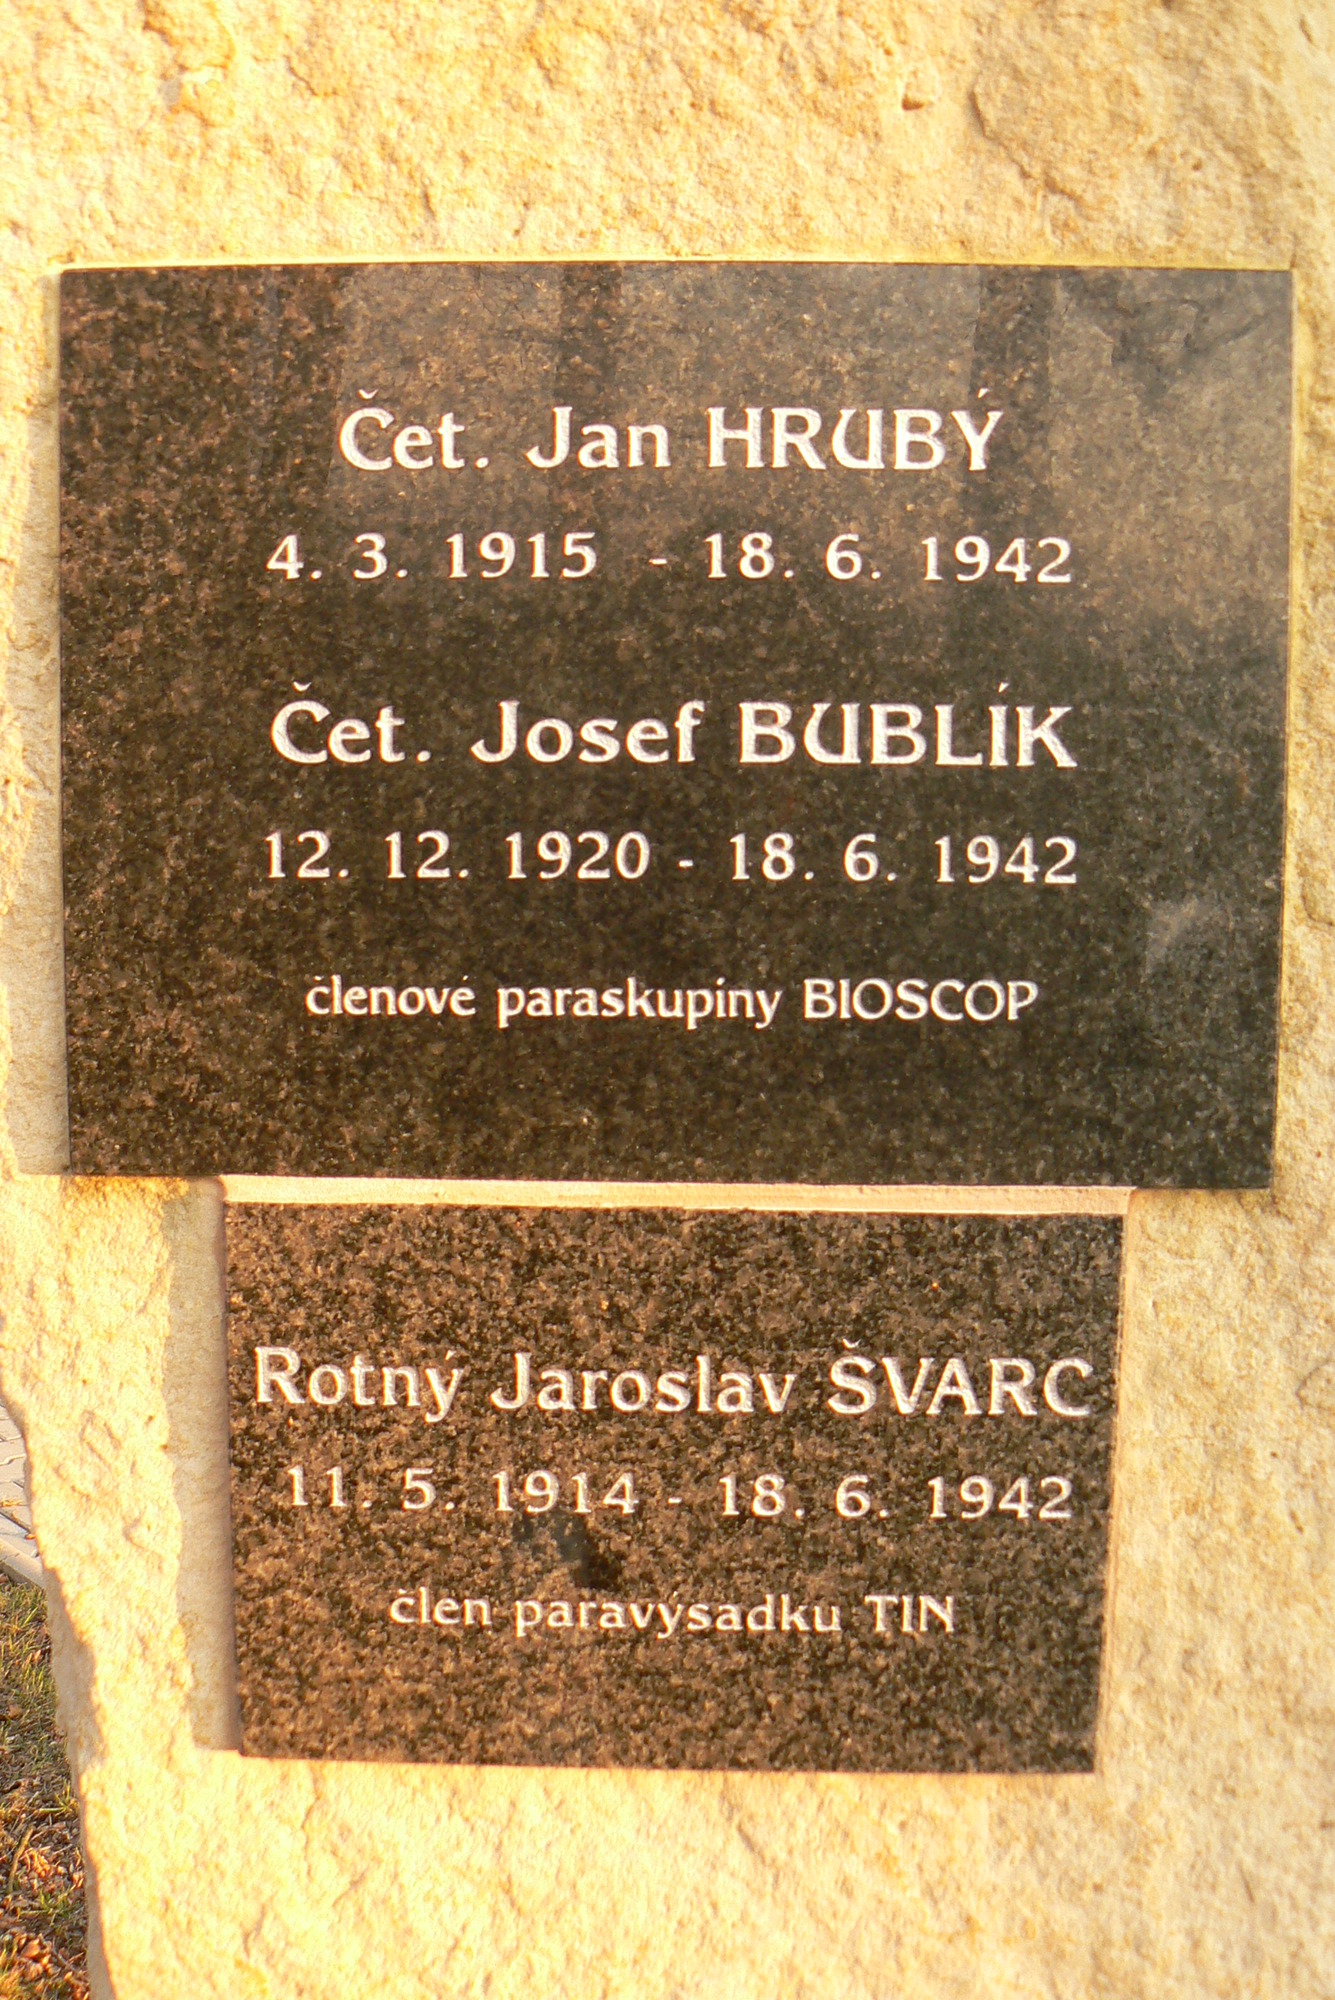 Čet. Jan HRUBÝ
4. 3. 1915 - 18. 6. 1942
Čet. Josef BUBLÍK
12. 12. 1920 - 18. 6. 1942
členové paraskupiny BIOSCOP
Rotný Jaroslav ŠVARC
11. 5. 1914 - 18. 6. 1942
člen paravýsadku TIN